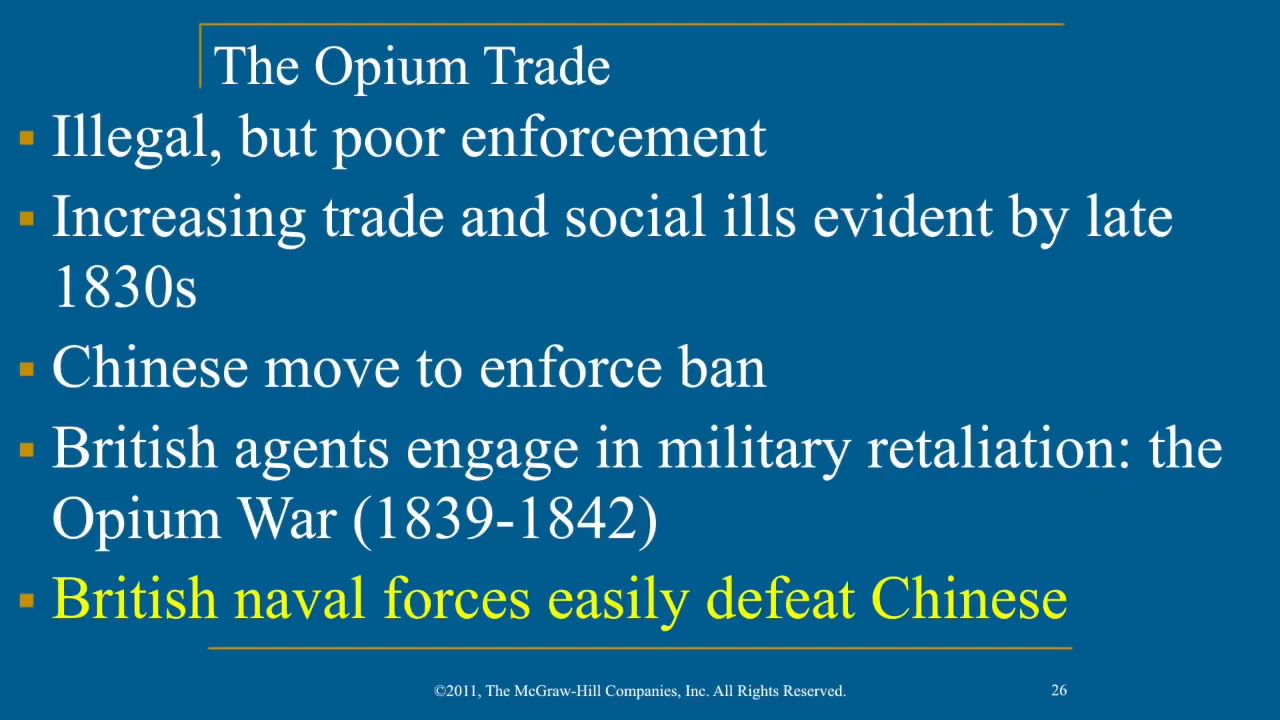 The Opium Trade
Illegal, but poor enforcement
Increasing trade and social ills evident by late
1830s
Chinese move to enforce ban
British agents engage in military retaliation: the
Opium War (1839-1842)
British naval forces easily defeat Chinese
©2011, The McGraw-Hill Companies, Inc. All Rights Reserved.
26